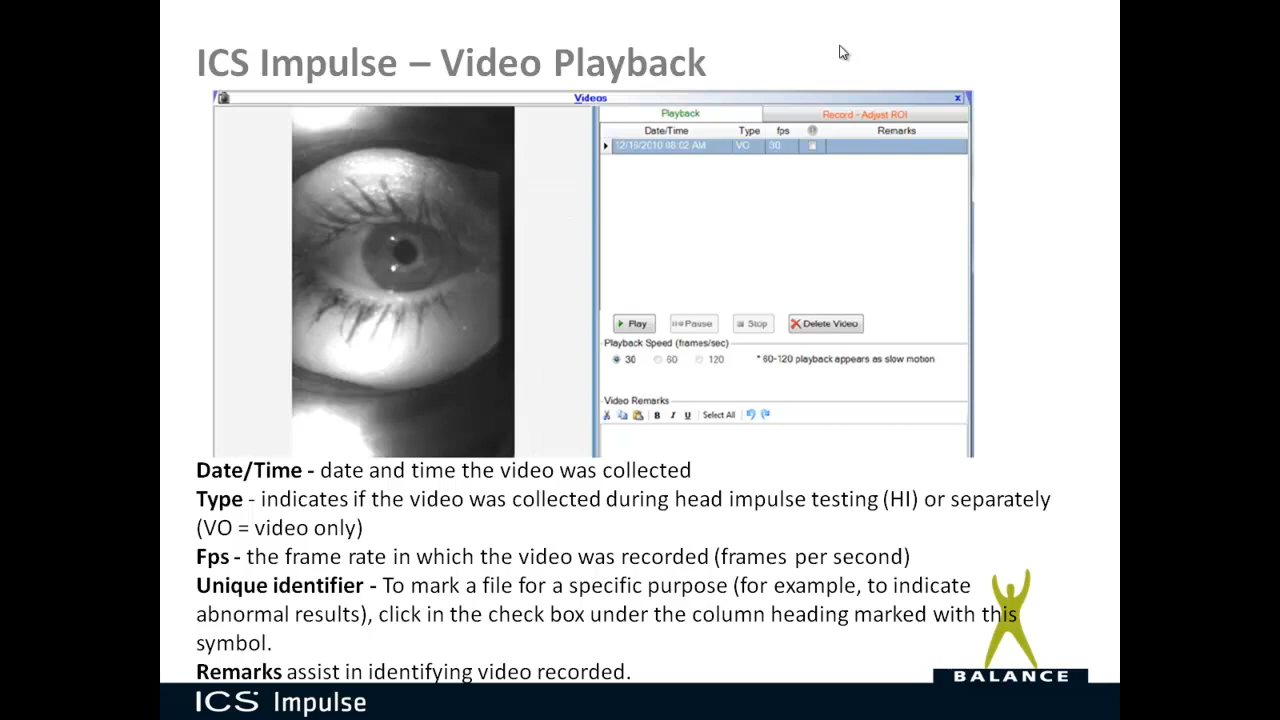 ICS Impulse – Video Playback
Videos
x
Playback
Record - Adjust ROI
Date/Time Type fps Remarks
12/19/2010 08:02 AM VO 30
Play Pause Stop Delete Video
Playback Speed (frames/sec)
30 60 120 * 60-120 playback appears as slow motion
Video Remarks
B I U Select All
Date/Time - date and time the video was collected
Type - indicates if the video was collected during head impulse testing (HI) or separately
(VO = video only)
Fps - the frame rate in which the video was recorded (frames per second)
Unique identifier - To mark a file for a specific purpose (for example, to indicate
abnormal results), click in the check box under the column heading marked with this
symbol.
Remarks assist in identifying video recorded.
BALANCE
ICS Impulse